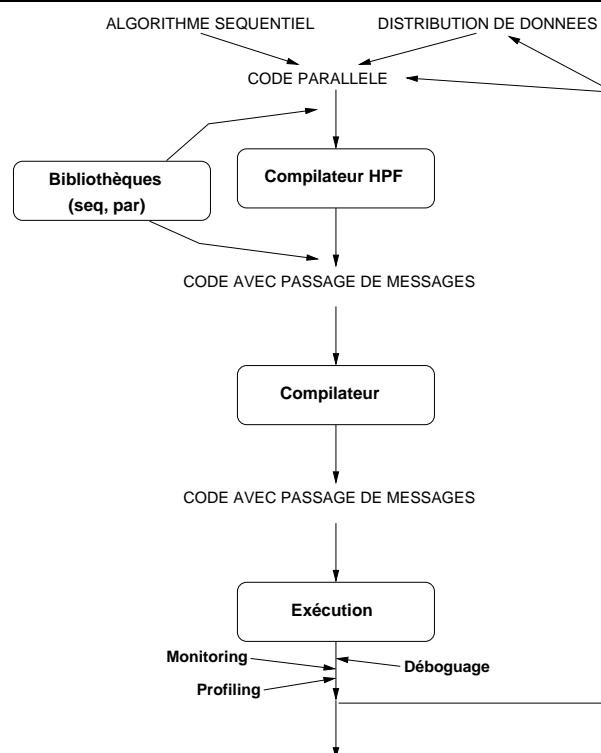 ALGORITHME SEQUENTIEL
DISTRIBUTION DE DONNEES
CODE PARALLELE
Bibliothèques
(seq, par)
Compilateur HPF
CODE AVEC PASSAGE DE MESSAGES
Compilateur
CODE AVEC PASSAGE DE MESSAGES
Exécution
Monitoring
Déboguage
Profiling